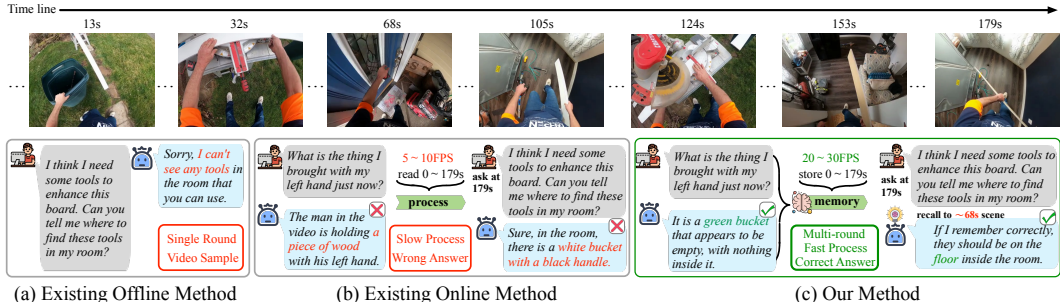 Time line
13s 32s 68s 105s 124s 153s 179s
I think I need
some tools to
enhance this
board. Can you
tell me where to
find these tools
in my room?
Sorry, I can't
see any tools in
the room that
you can use.
Single Round
Video Sample
(a) Existing Offline Method
What is the thing I
brought with my
left hand just now?
The man in the
video is holding a
piece of wood
with his left hand.
5 ~ 10FPS
read 0 ~ 179s
process
Slow Process
Wrong Answer
ask at
179s
I think I need some
tools to enhance this
board. Can you tell
me where to find these
tools in my room?
Sure, in the room,
there is a white bucket
with a black handle.
(b) Existing Online Method
What is the thing I
brought with my
left hand just now?
It is a green bucket
that appears to be
empty, with nothing
inside it.
20 ~ 30FPS
store 0 ~ 179s
memory
Multi-round
Fast Process
Correct Answer
ask at
179s
I think I need some tools to
enhance this board. Can you
tell me where to find these
tools in my room?
recall to ~ 68s scene
If I remember correctly,
they should be on the
floor inside the room.
(c) Our Method